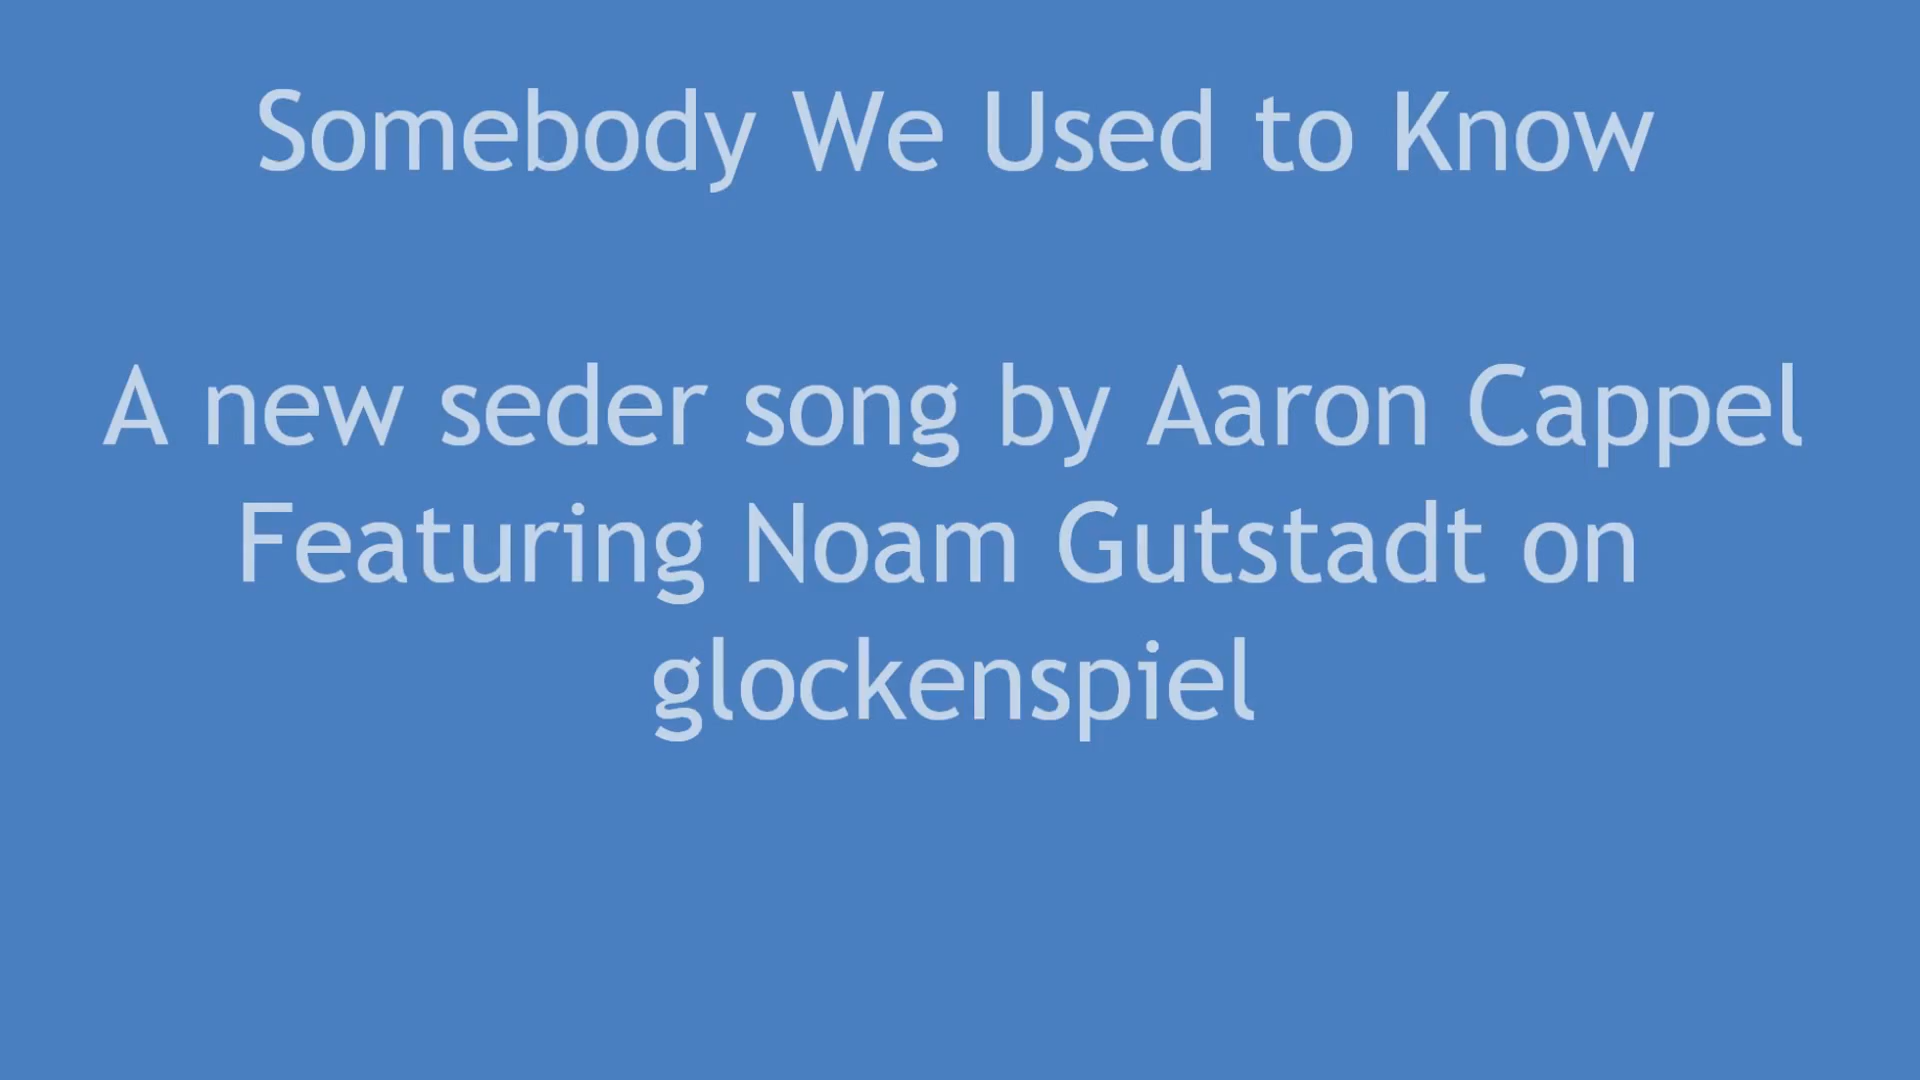 Somebody We Used to Know
A new seder song by Aaron Cappel
Featuring Noam Gutstadt on
glockenspiel